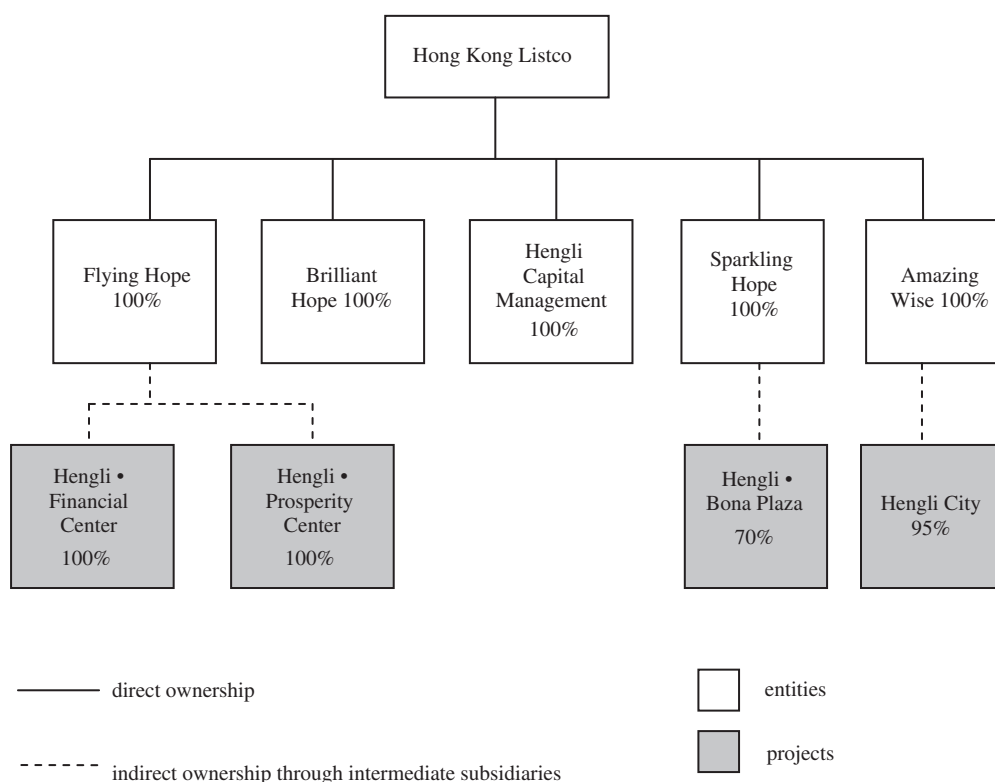 Hong Kong Listco
Flying Hope
100%
Brilliant
Hope 100%
Hengli
Capital
Management
100%
Sparkling
Hope
100%
Amazing
Wise 100%
Hengli •
Financial
Center
100%
Hengli •
Prosperity
Center
100%
Hengli •
Bona Plaza
70%
Hengli City
95%
direct ownership
entities
projects
indirect ownership through intermediate subsidiaries